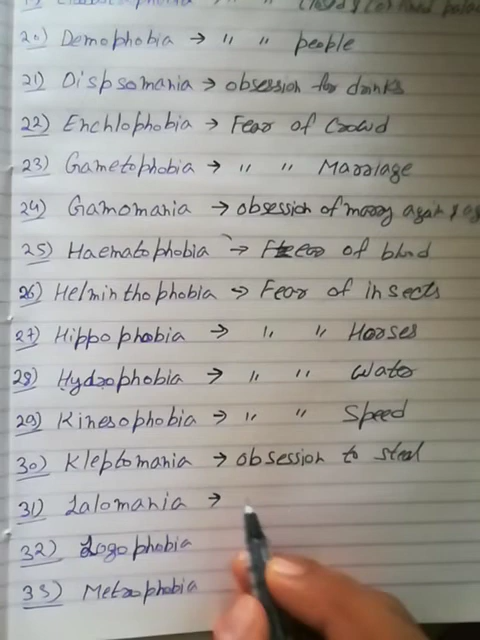 20) Demophobia → " " people
21) Dispsomania → obsession for drinks
22) Enchlophobia → Fear of Crowd
23) Gametophobia → " " Marriage
24) Gamomania → obsession of marry again & ag
25) Haematophobia → Fear of blood
26) Helminthophobia → Fear of insects
27) Hippophobia → " " Horses
28) Hydrophobia → " " Water
29) Kinesophobia → " " Speed
30) Kleptomania → obsession to steal
31) Lalomania →
32) Logophobia
33) Metrophobia